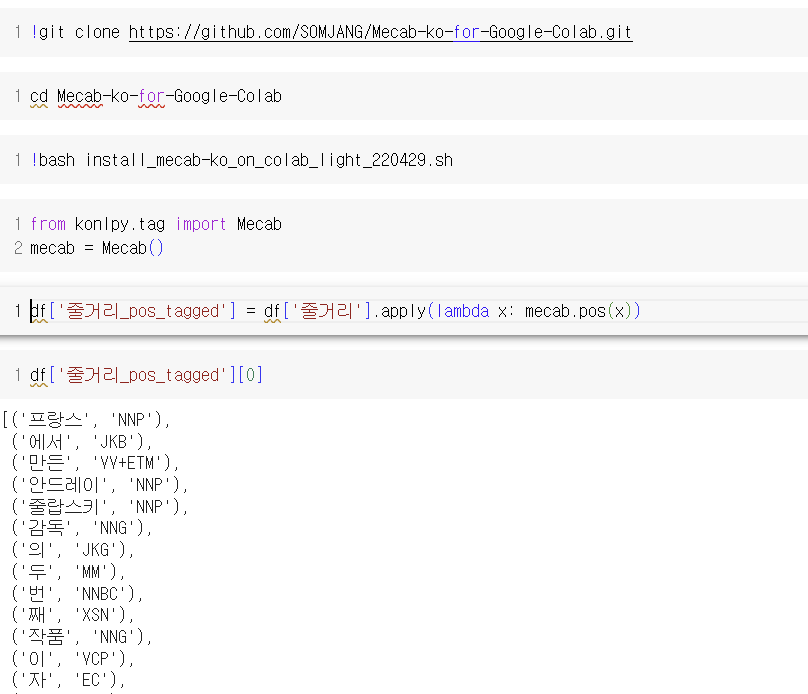 1 !git clone https://github.com/SOMJANG/Mecab-ko-for-Google-Colab.git
1 cd Mecab-ko-for-Google-Colab
1 !bash install_mecab-ko_on_colab_light_220429.sh
1 from konlpy.tag import Mecab
2 mecab = Mecab()
1 df['줄거리_pos_tagged'] = df['줄거리'].apply(lambda x: mecab.pos(x))
1 df['줄거리_pos_tagged'][0]
[('프랑스', 'NNP'),
('에서', 'JKB'),
('만든', 'VV+ETM'),
('안드레이', 'NNP'),
('줄랍스키', 'NNP'),
('감독', 'NNG'),
('의', 'JKG'),
('두', 'MM'),
('번', 'NNBC'),
('째', 'XSN'),
('작품', 'NNG'),
('이', 'VCP'),
('자', 'EC'),